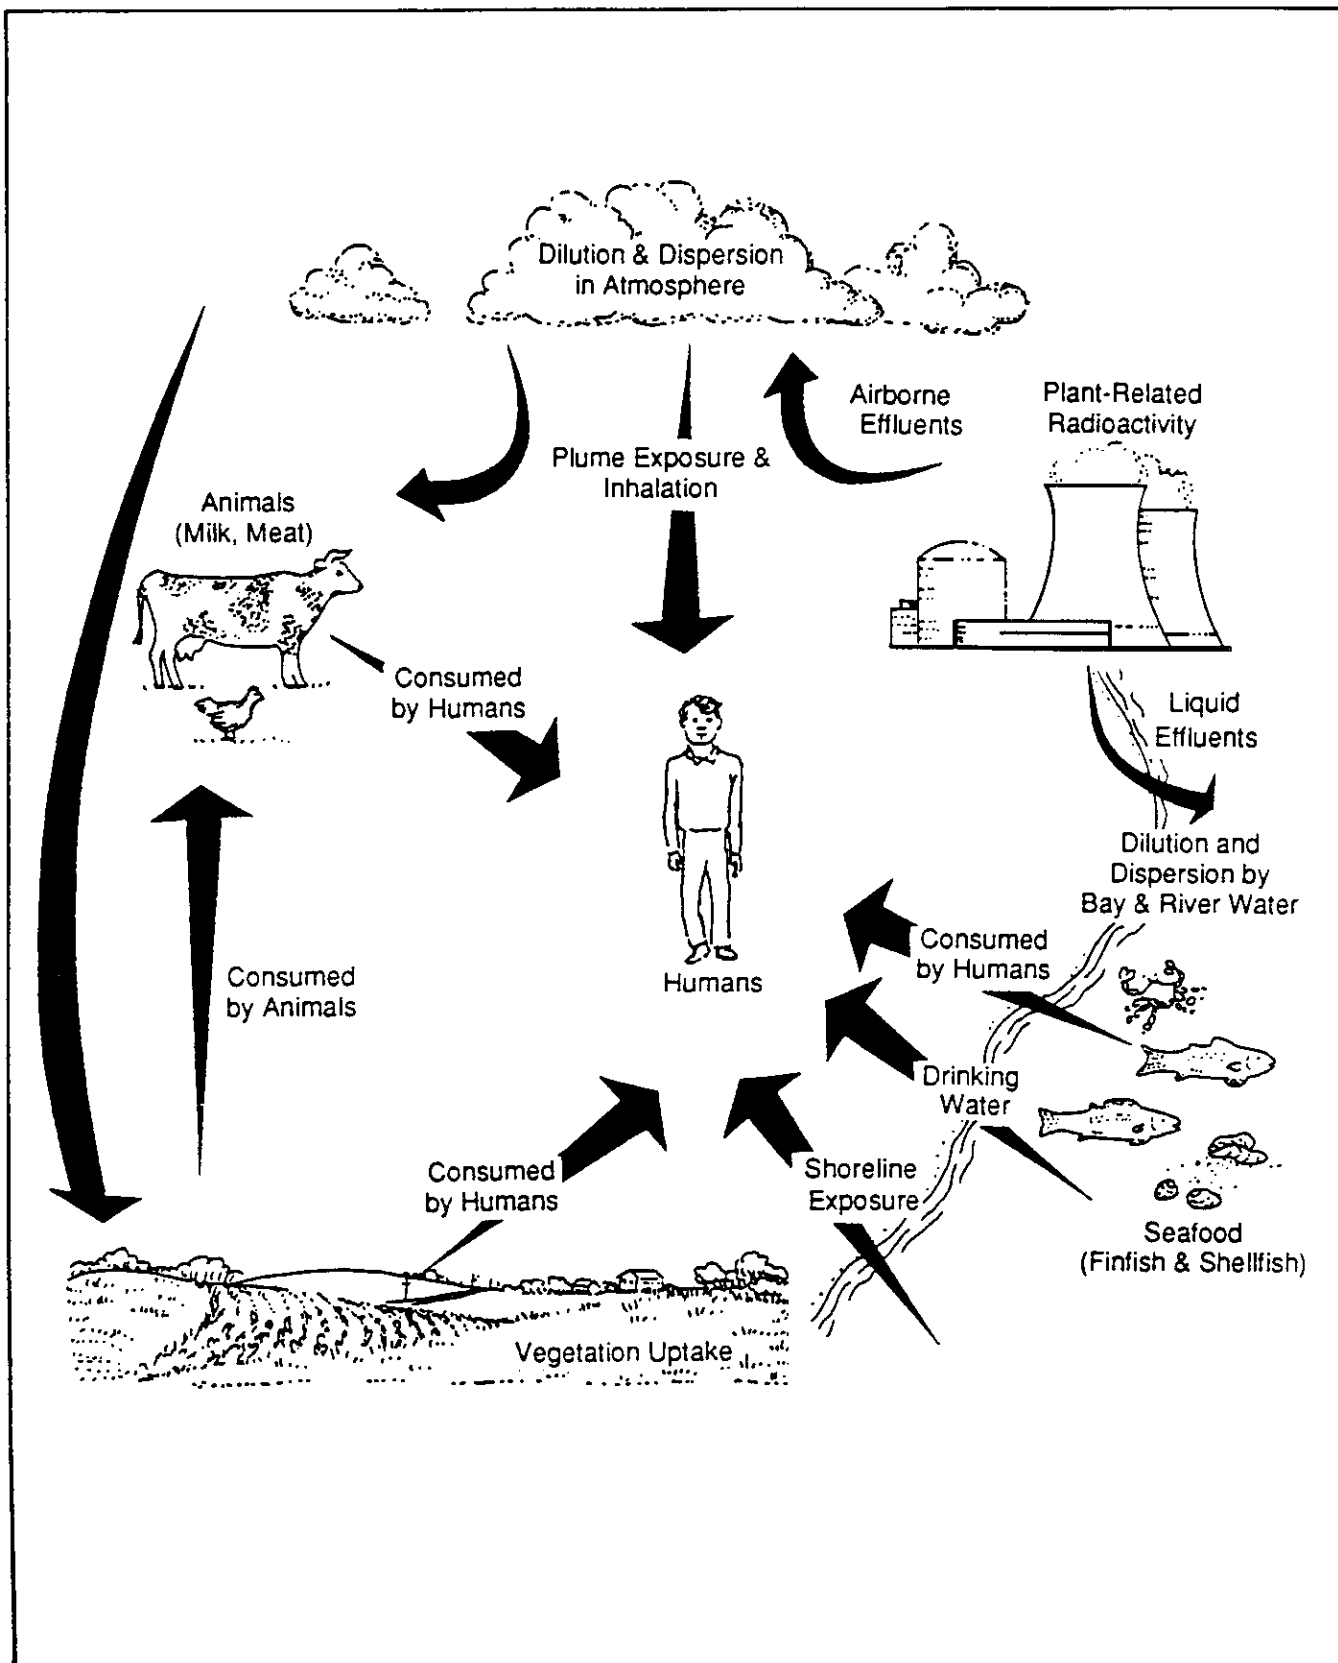 Dilution & Dispersion
in Atmosphere
Airborne
Effluents
Plant-Related
Radioactivity
Plume Exposure &
Inhalation
Animals
(Milk, Meat)
Consumed
by Humans
Liquid
Effluents
Dilution and
Dispersion by
Bay & River Water
Consumed
by Humans
Humans
Consumed
by Animals
Drinking
Water
Consumed
by Humans
Shoreline
Exposure
Seafood
(Finfish & Shellfish)
Vegetation Uptake